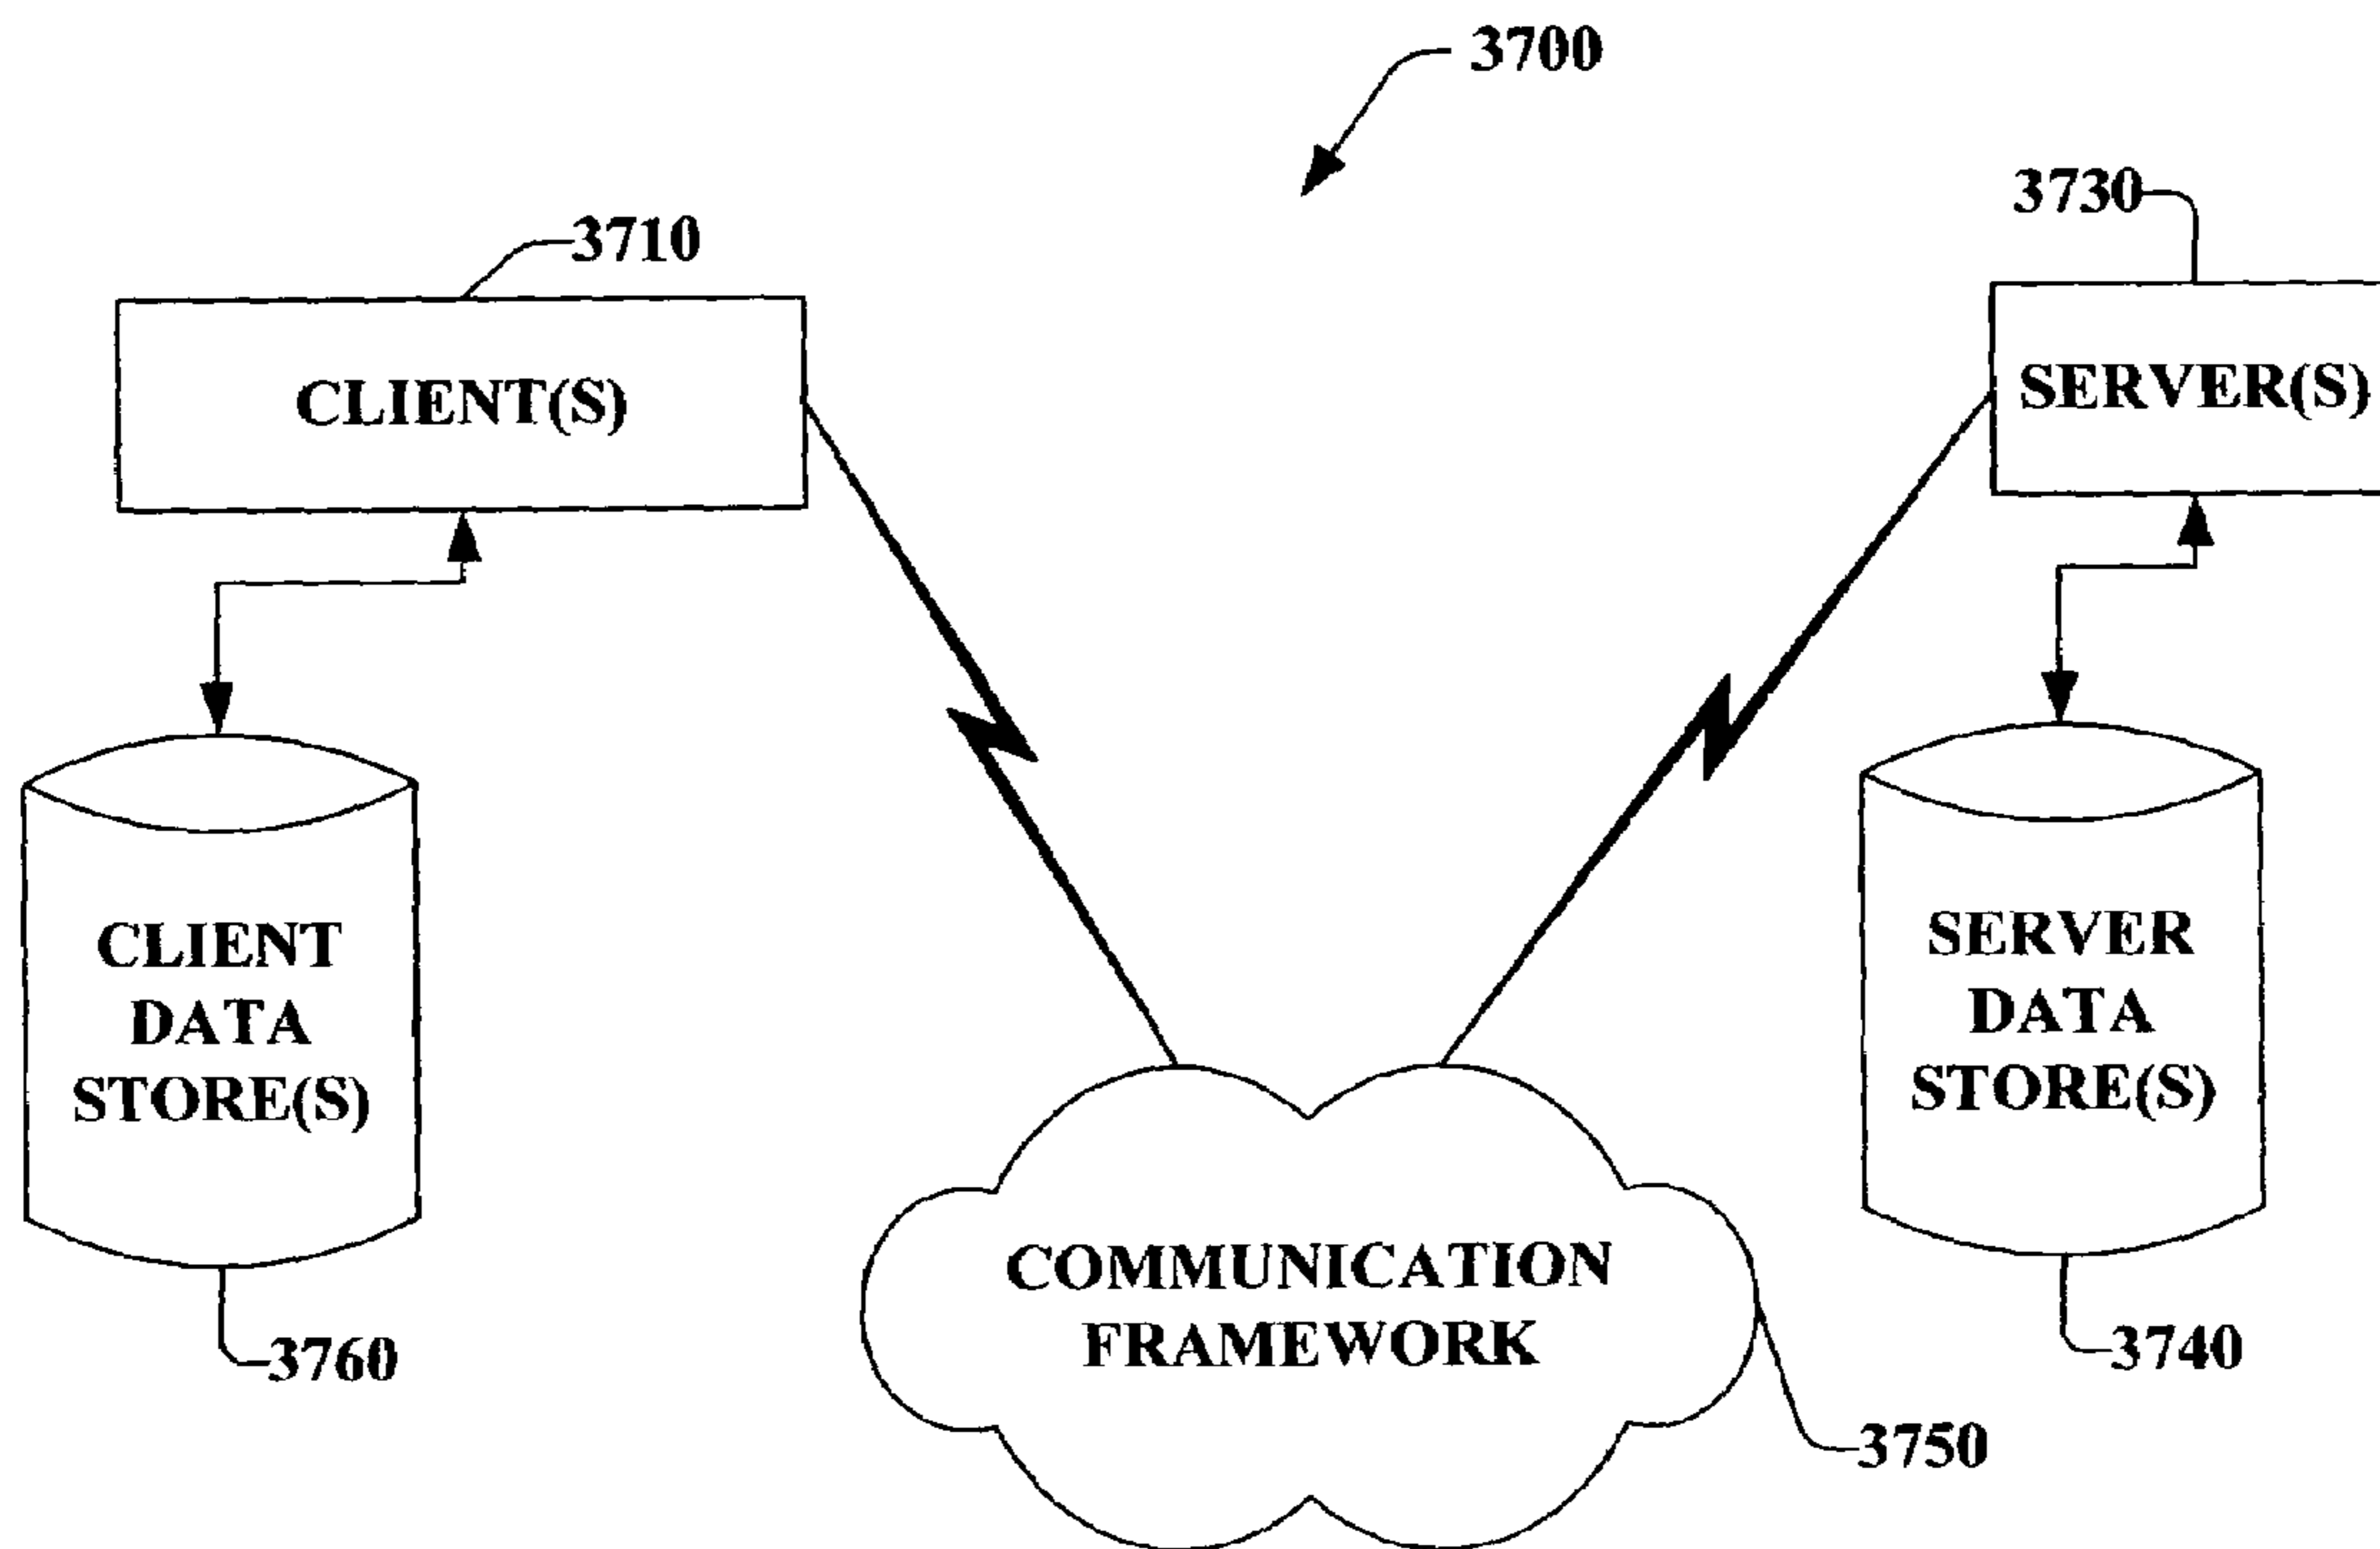 3700
3730
3710
CLIENT(S)
SERVER(S)
CLIENT
DATA
STORE(S)
SERVER
DATA
STORE(S)
COMMUNICATION
FRAMEWORK
3760
3740
3750